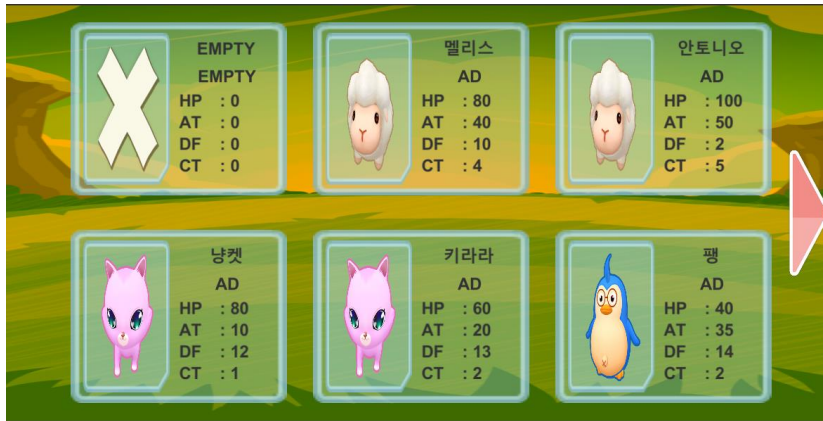 EMPTY
EMPTY
HP : 0
AT : 0
DF : 0
CT : 0
멜리스
AD
HP : 80
AT : 40
DF : 10
CT : 4
안토니오
AD
HP : 100
AT : 50
DF : 2
CT : 5
냥켓
AD
HP : 80
AT : 10
DF : 12
CT : 1
키라라
AD
HP : 60
AT : 20
DF : 13
CT : 2
팽
AD
HP : 40
AT : 35
DF : 14
CT : 2